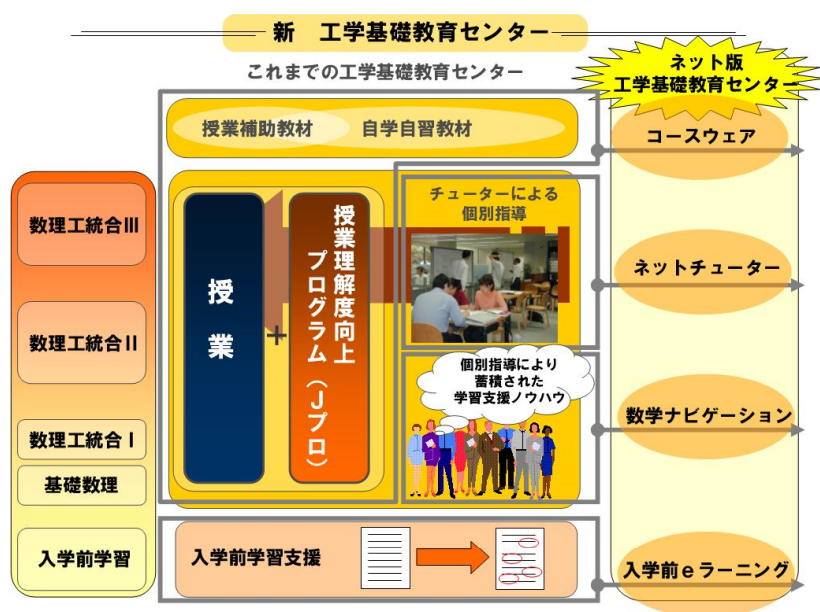 新 工学基礎教育センター
これまでの工学基礎教育センター
ネット版
工学基礎教育センター
授業補助教材
自学自習教材
コースウェア
数理工統合III
数理工統合II
数理工統合I
基礎数理
入学前学習
授業
+
授業理解度向上
プログラム(Jプロ)
チューターによる
個別指導
ネットチューター
個別指導により
蓄積された
学習支援ノウハウ
数学ナビゲーション
入学前学習支援
入学前eラーニング